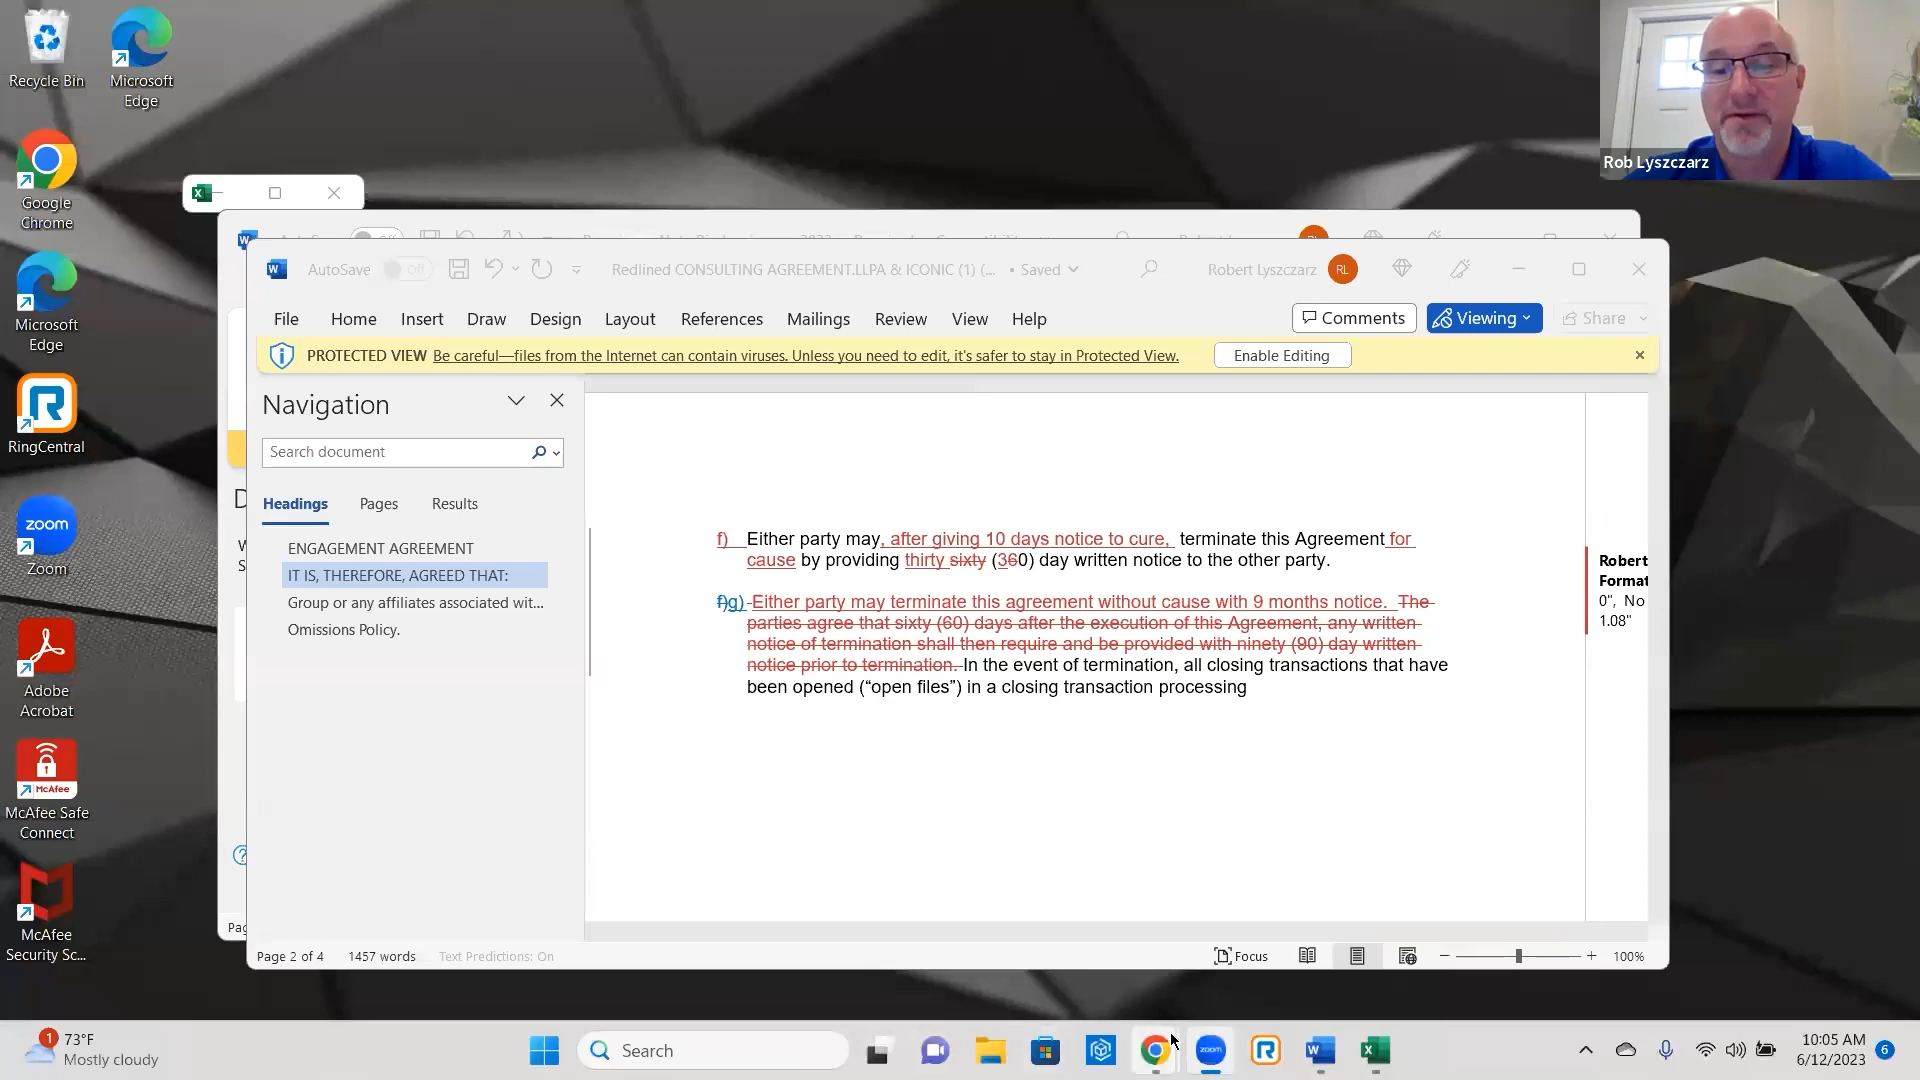 Recycle Bin
Microsoft
Edge
Google
Chrome
Microsoft
Edge
RingCentral
zoom
Zoom
Adobe
Acrobat
McAfee
McAfee Safe
Connect
McAfee
Security Sc...
Rob Lyszczarz
AutoSave Off Redlined CONSULTING AGREEMENT.LLPA & ICONIC (1) (... • Saved Robert Lyszczarz RL
File Home Insert Draw Design Layout References Mailings Review View Help Comments Viewing Share
PROTECTED VIEW Be careful—files from the Internet can contain viruses. Unless you need to edit, it's safer to stay in Protected View. Enable Editing
Navigation
Search document
Headings Pages Results
ENGAGEMENT AGREEMENT
IT IS, THEREFORE, AGREED THAT:
Group or any affiliates associated wit...
Omissions Policy.
f) Either party may, after giving 10 days notice to cure, terminate this Agreement for
cause by providing thirty sixty (360) day written notice to the other party.
f)g) Either party may terminate this agreement without cause with 9 months notice. The
parties agree that sixty (60) days after the execution of this Agreement, any written
notice of termination shall then require and be provided with ninety (90) day written
notice prior to termination. In the event of termination, all closing transactions that have
been opened (“open files”) in a closing transaction processing
Robert
Format
0", No
1.08"
Pag
Page 2 of 4 1457 words Text Predictions: On Focus 100%
1 73°F
Mostly cloudy
Search
zoom
10:05 AM
6/12/2023
6